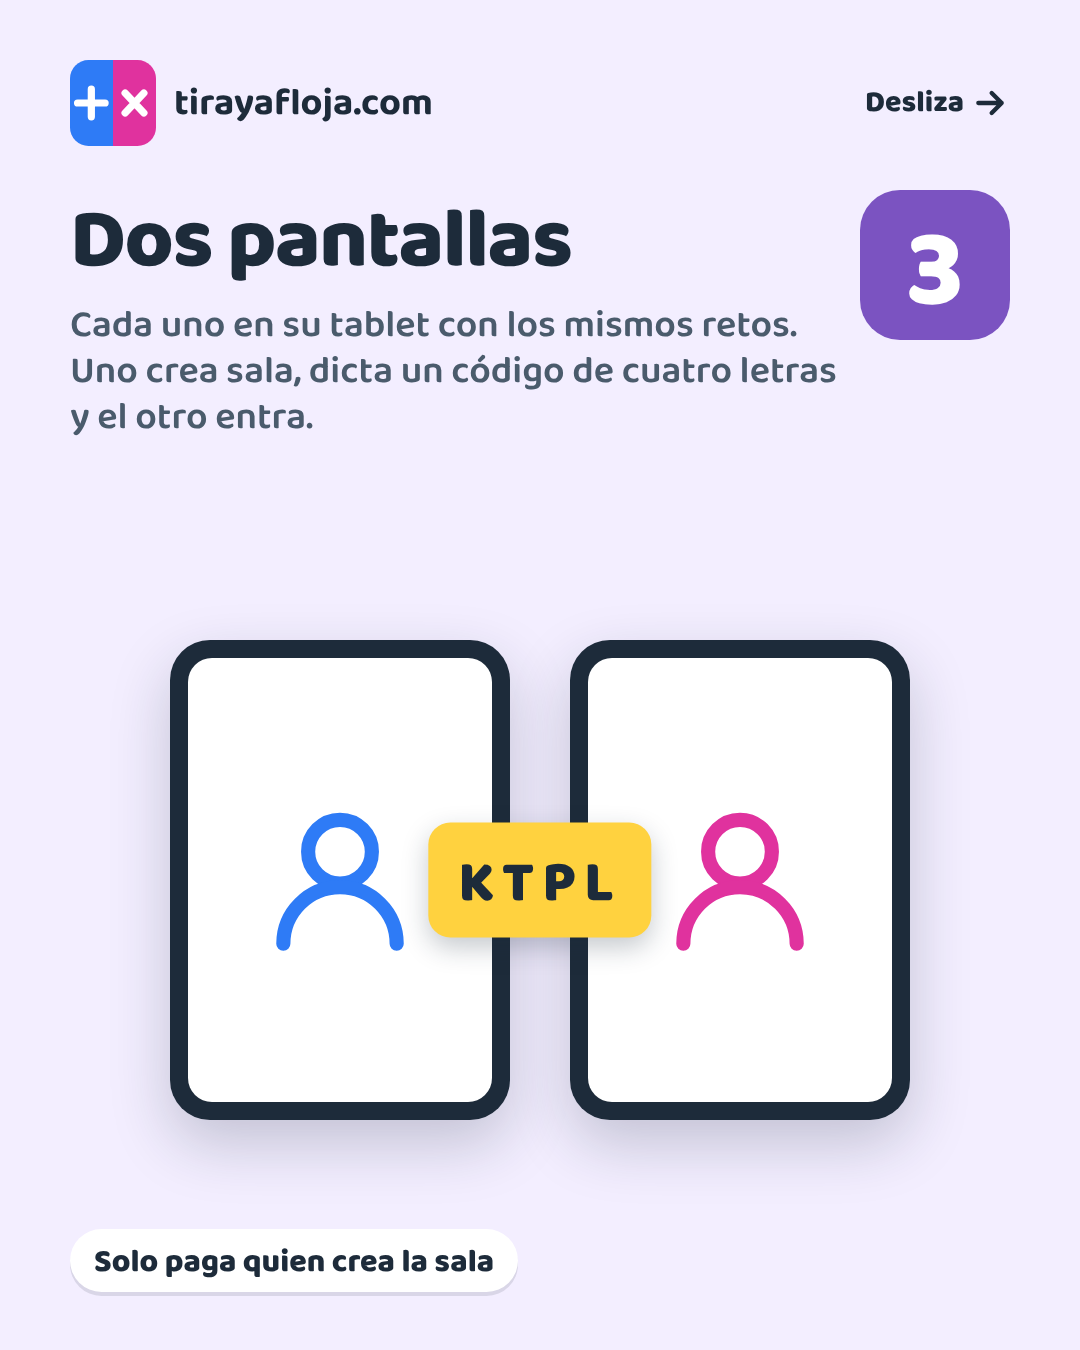 tirayafloja.com
Desliza →
Dos pantallas
3
Cada uno en su tablet con los mismos retos.
Uno crea sala, dicta un código de cuatro letras
y el otro entra.
KTPL
Solo paga quien crea la sala